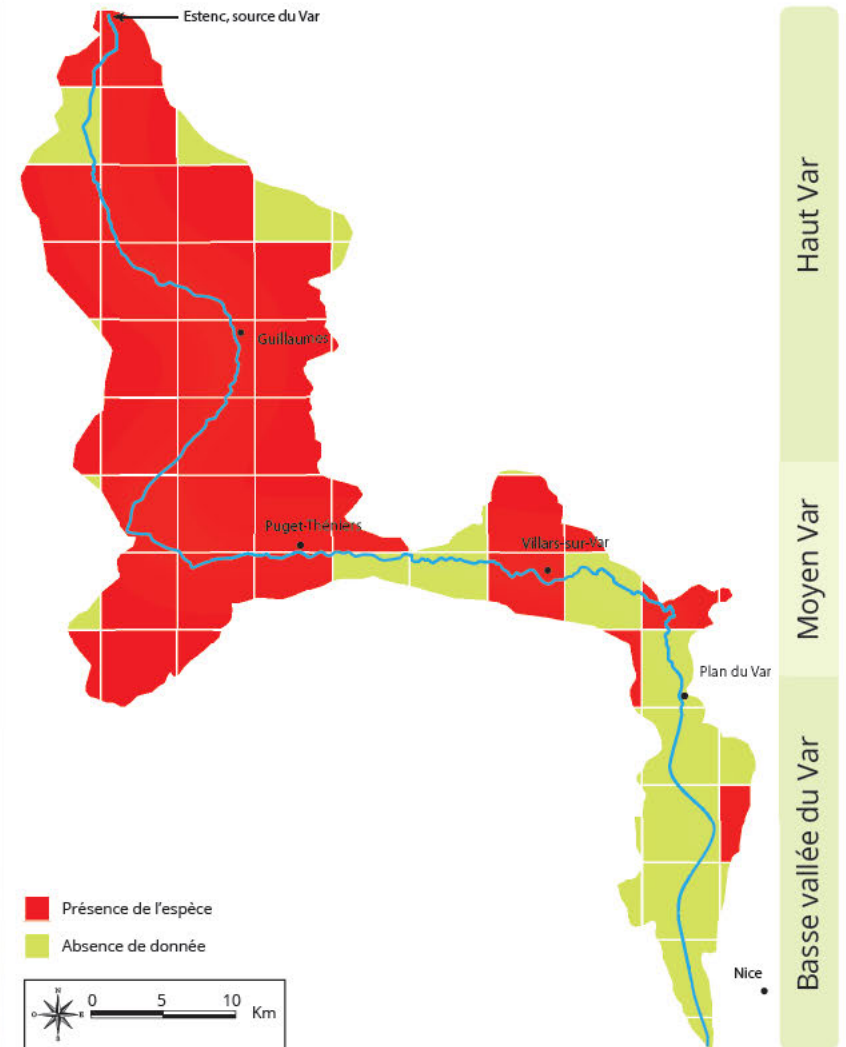 Estenc, source du Var
Haut Var
Guillaumes
Puget-Théniers
Villars-sur-Var
Moyen Var
Plan du Var
Basse vallée du Var
Présence de l'espèce
Absence de donnée
Nice
N
O
E
S
0 5 10 Km